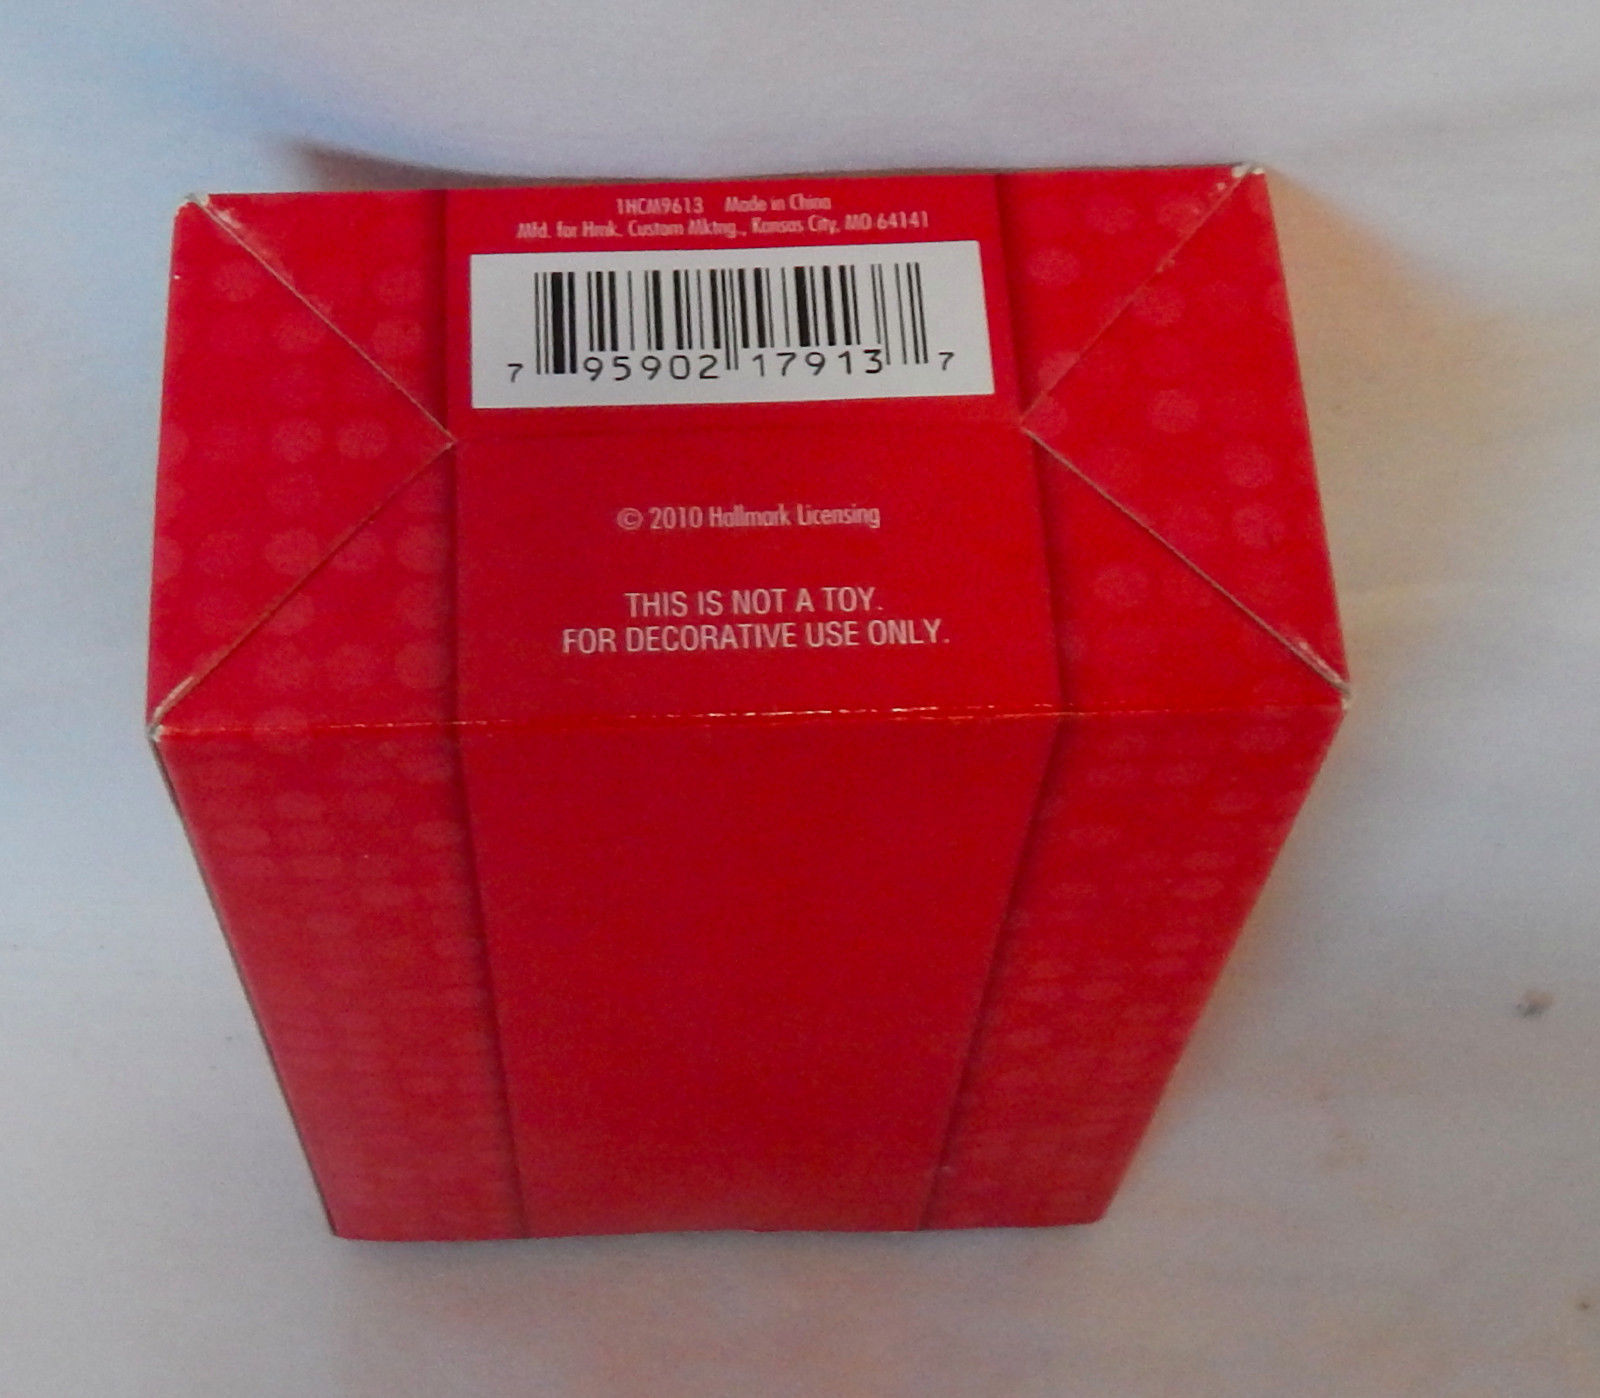 1HCM9613 Made in China
Mfd. for Hmk. Custom Mktng., Kansas City, MO 64141
7 95902 17913 7
© 2010 Hallmark Licensing
THIS IS NOT A TOY.
FOR DECORATIVE USE ONLY.